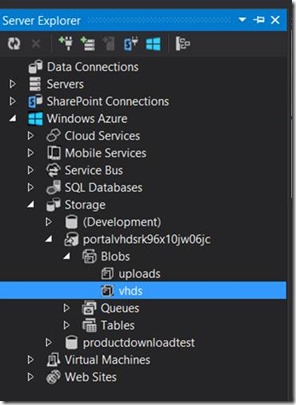 Server Explorer
Data Connections
Servers
SharePoint Connections
Windows Azure
Cloud Services
Mobile Services
Service Bus
SQL Databases
Storage
(Development)
portalvhdsrk96x10jw06jc
Blobs
uploads
vhds
Queues
Tables
productdownloadtest
Virtual Machines
Web Sites